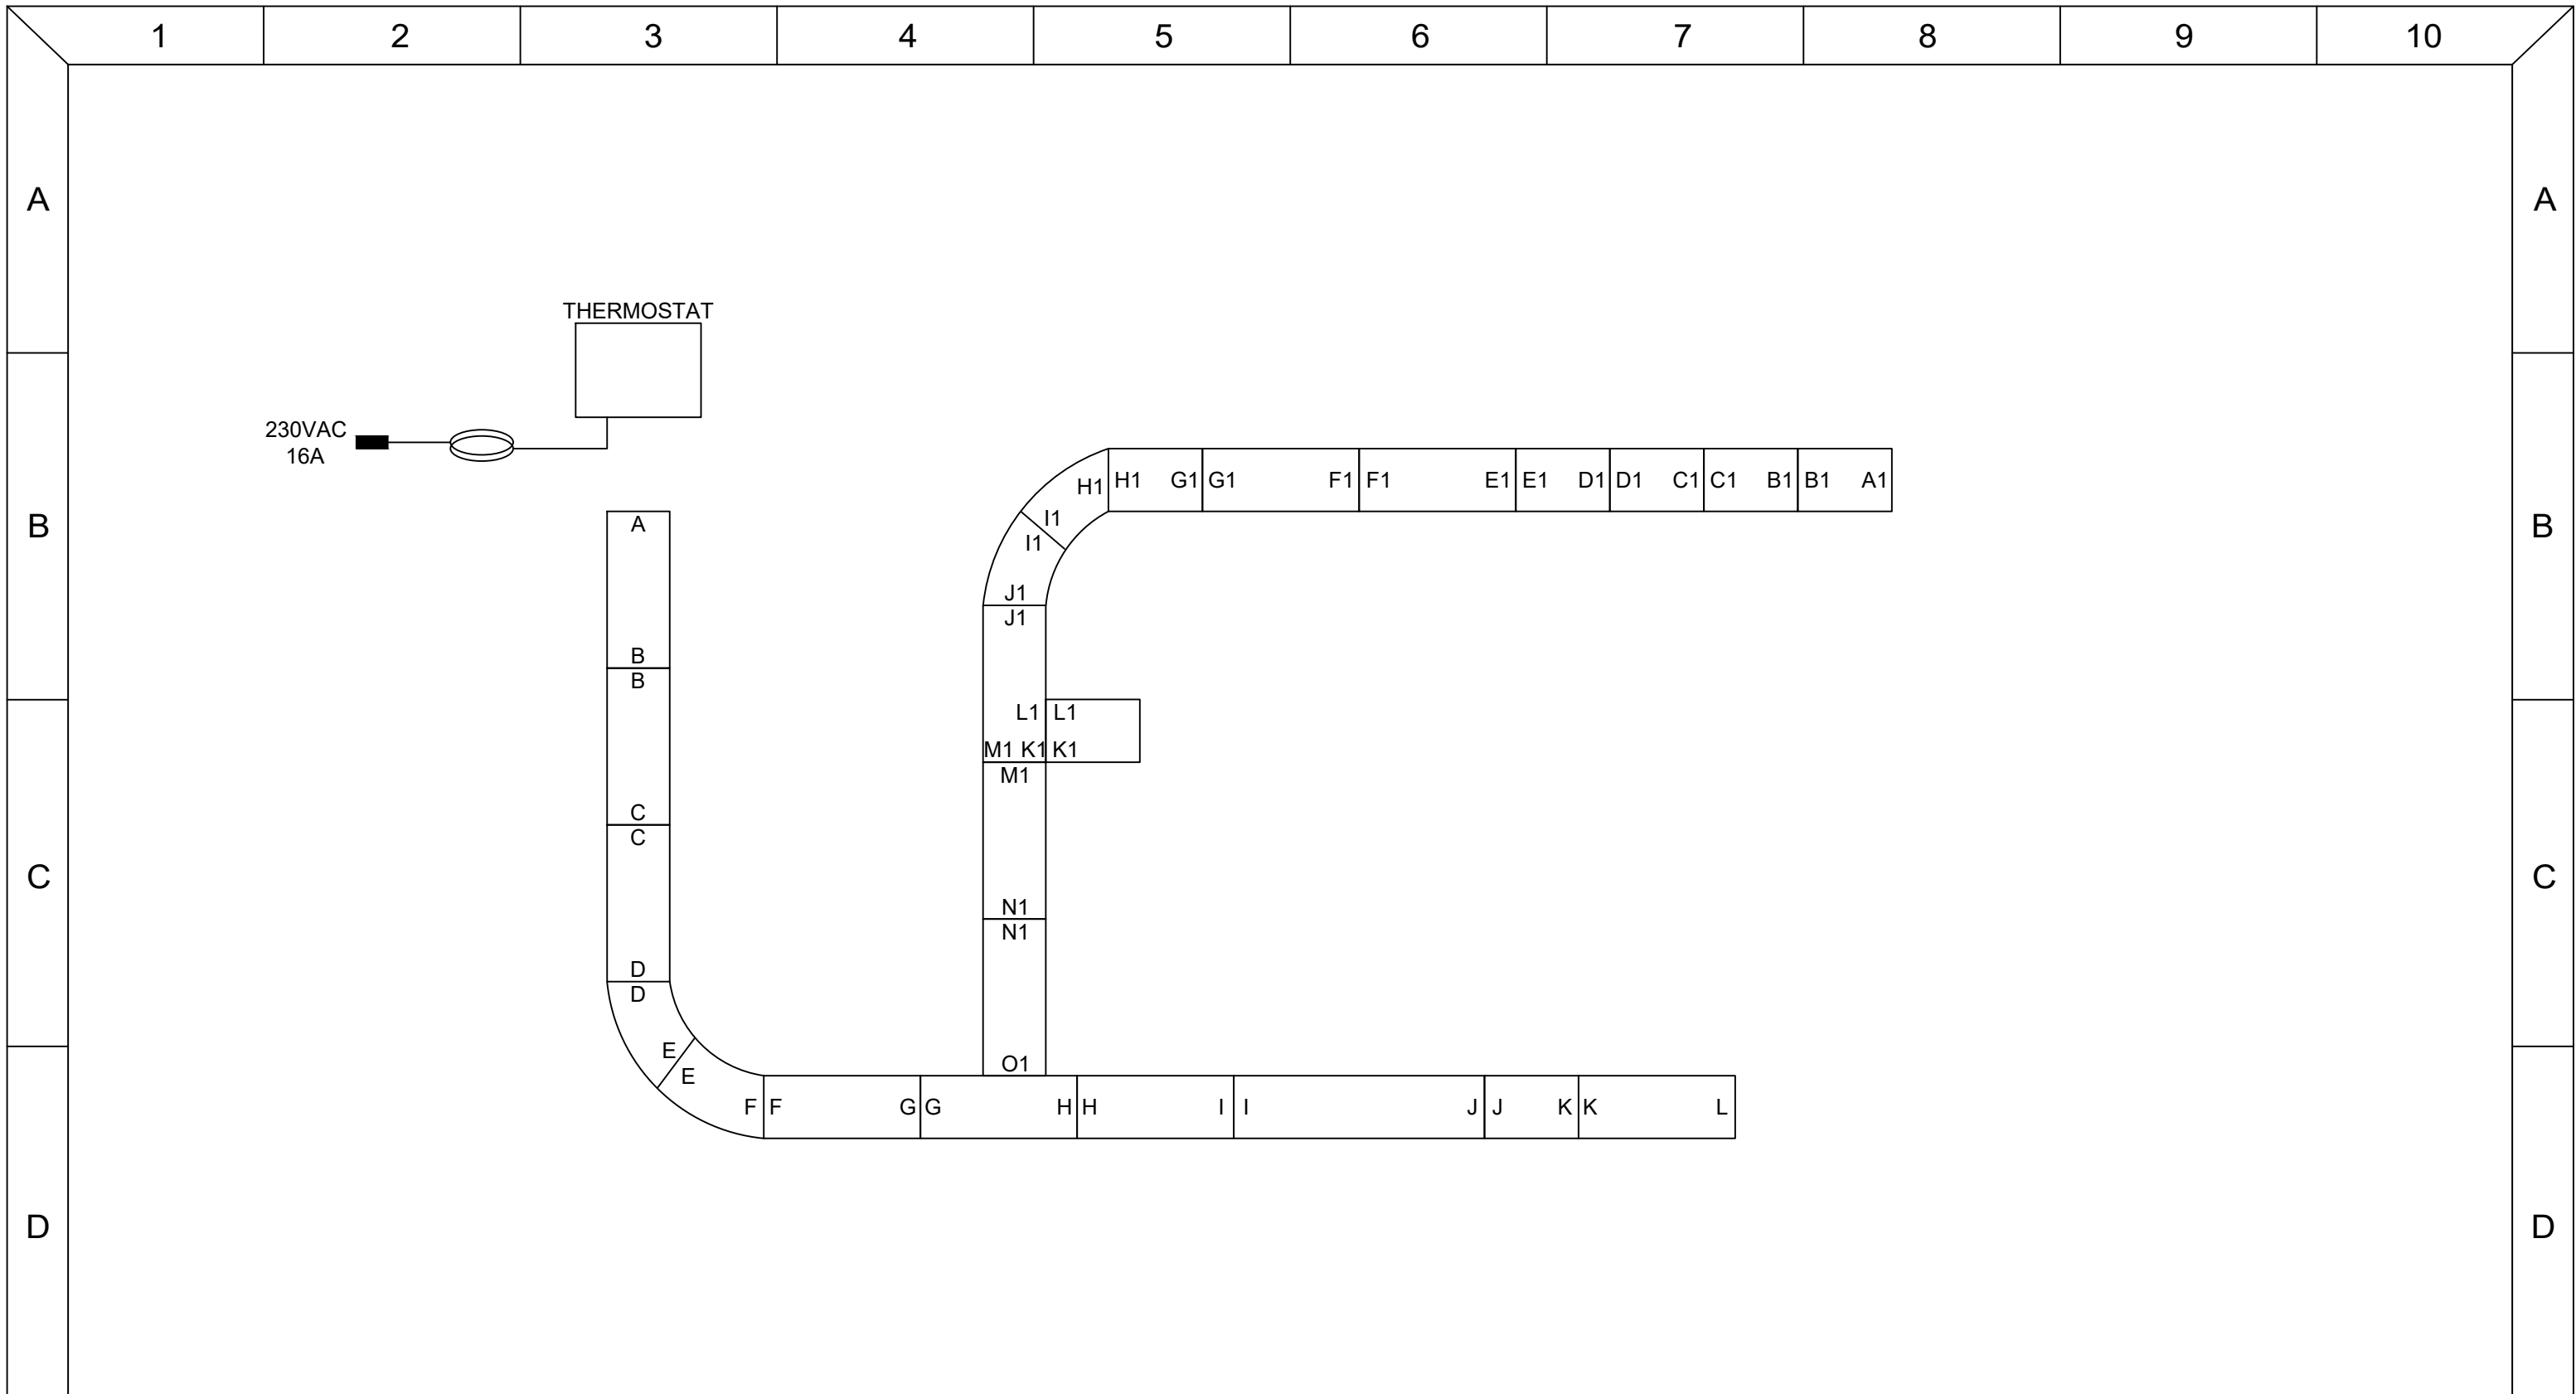 1 2 3 4 5 6 7 8 9 10
A A
THERMOSTAT
230VAC
16A
H1 H1 G1 G1 F1 F1 E1 E1 D1 D1 C1 C1 B1 B1 A1
A
I1
B B
I1
J1
J1
B
B
L1 L1
M1 K1 K1
M1
C
C
C C
N1
N1
D
D
E
O1
E
F F G G H H I I J J K K L
D D